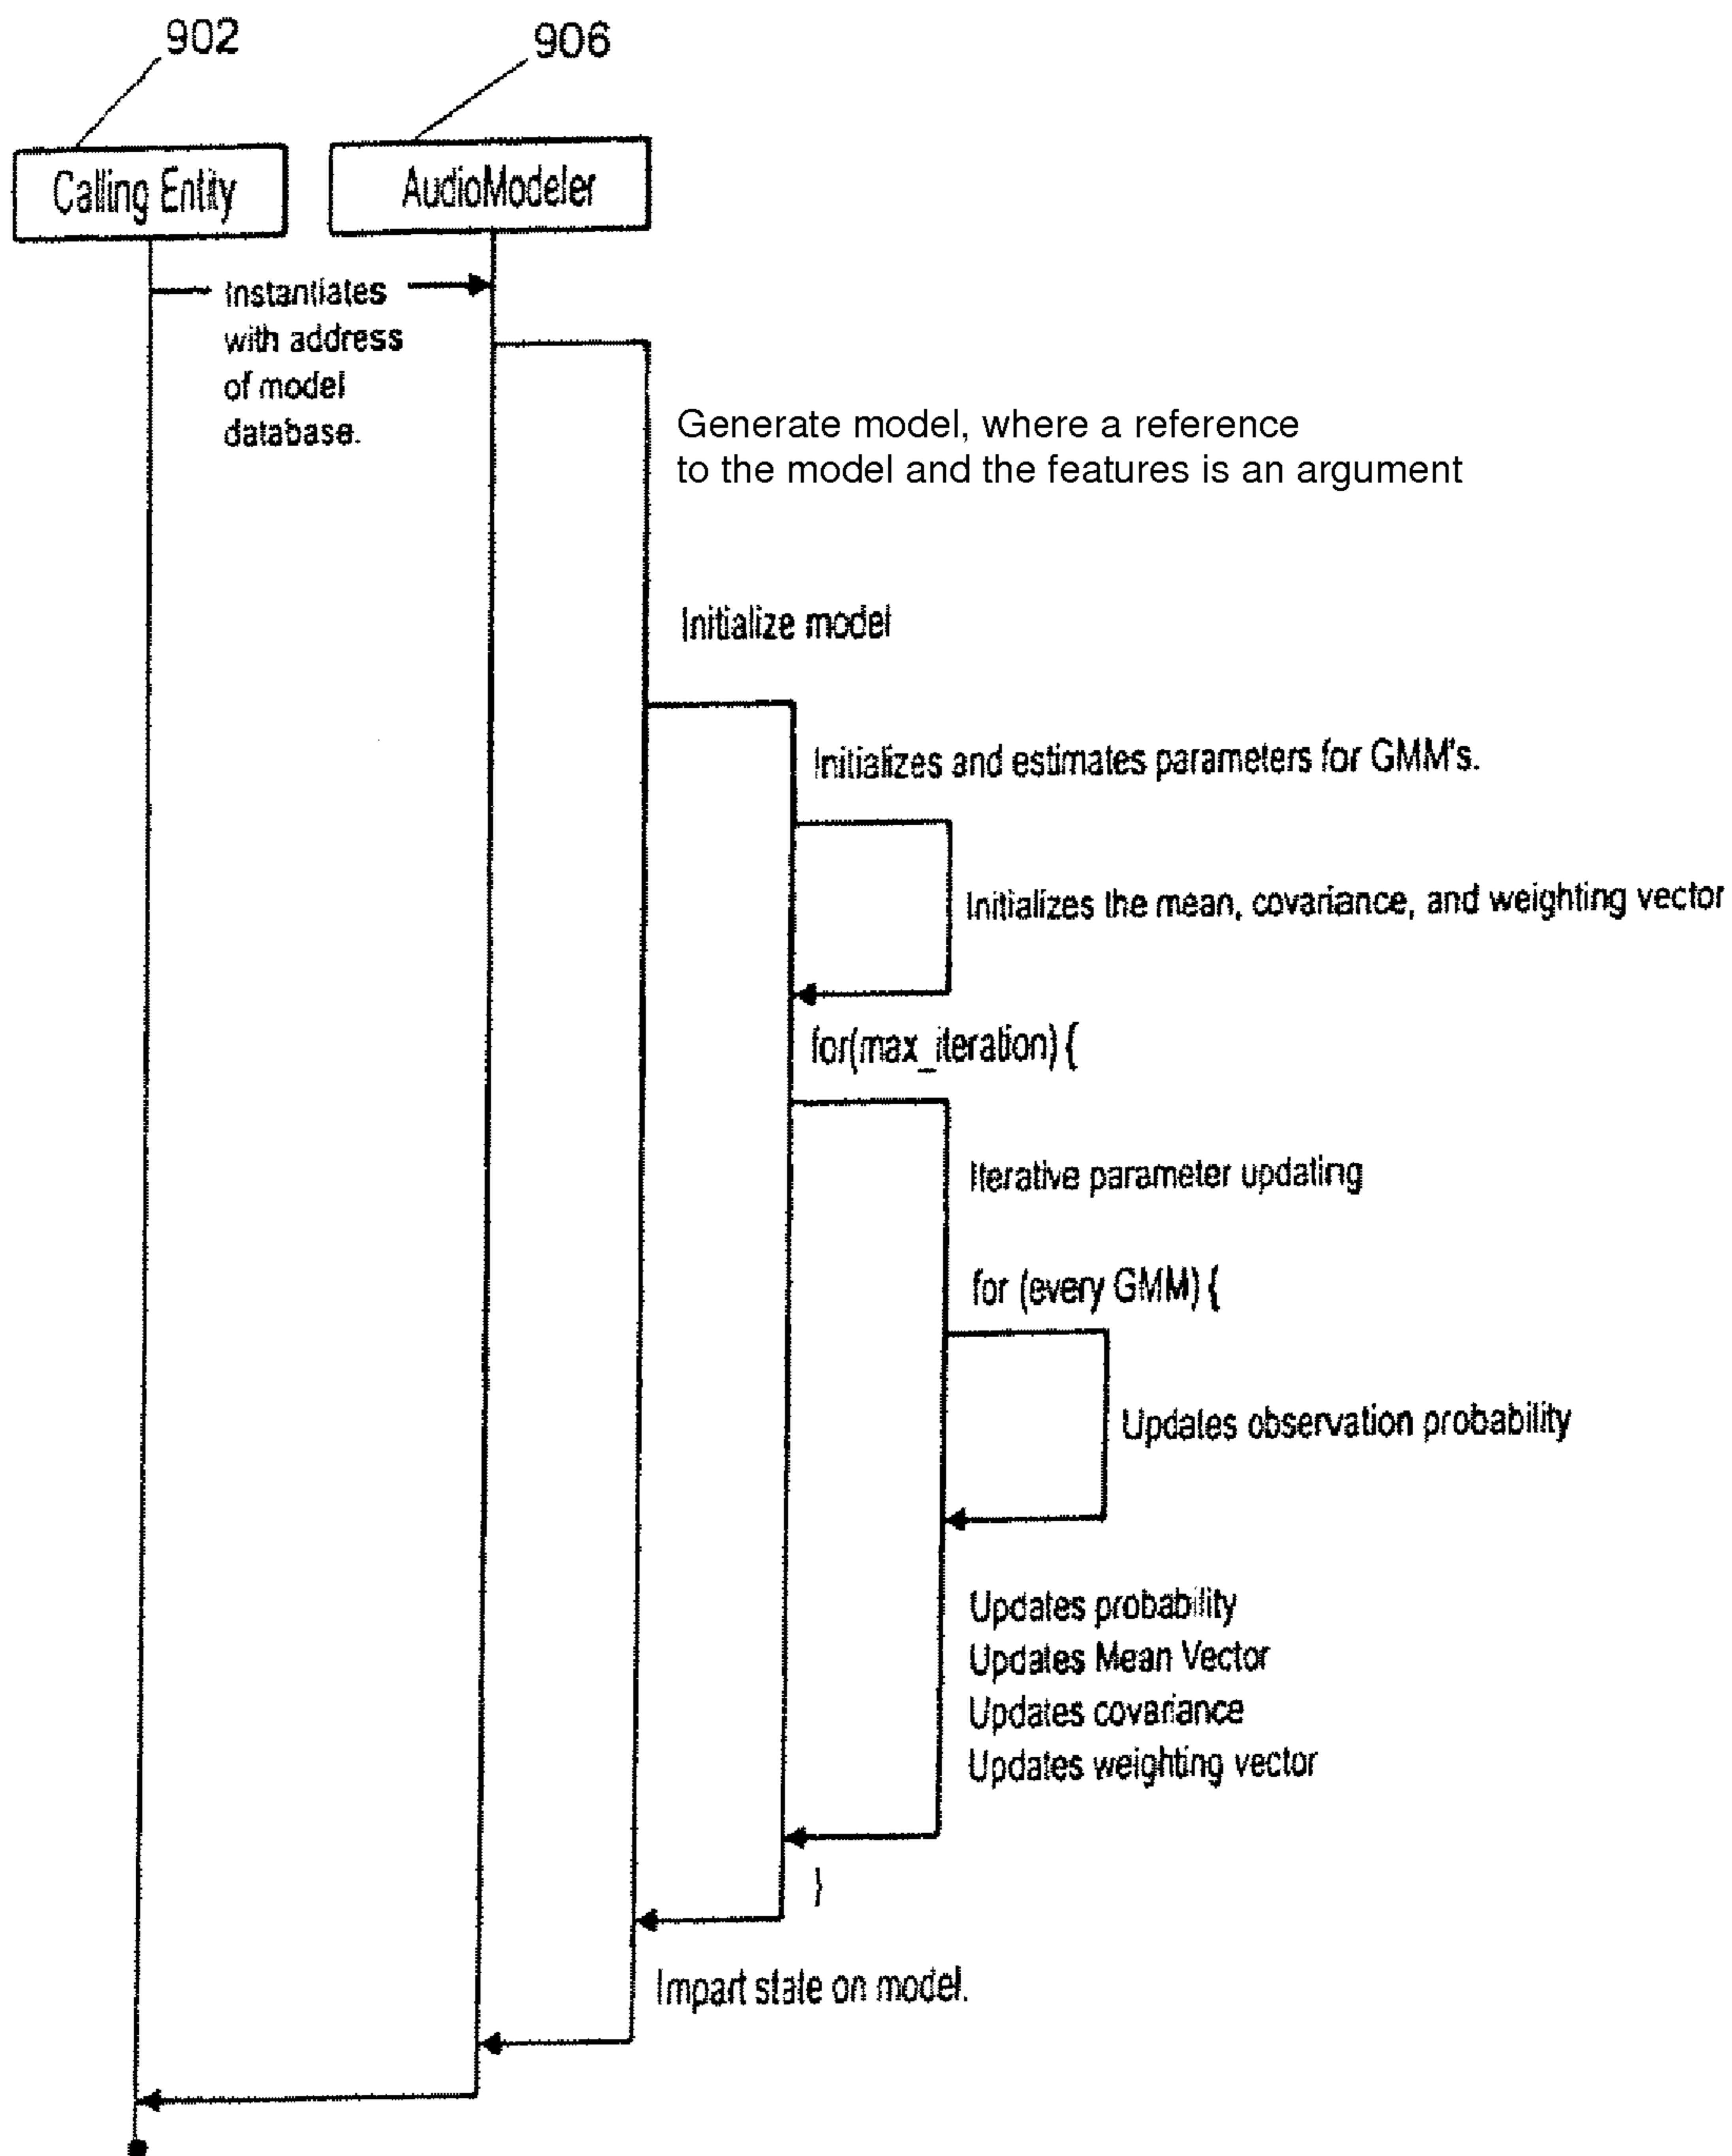 902
906
Calling Entity
AudioModeler
Instantiates
with address
of model
database.
Generate model, where a reference
to the model and the features is an argument
Initialize model
Initializes and estimates parameters for GMM's.
Initializes the mean, covariance, and weighting vector
for(max_iteration) {
Iterative parameter updating
for (every GMM) {
Updates observation probability
Updates probability
Updates Mean Vector
Updates covariance
Updates weighting vector
}
Impart state on model.